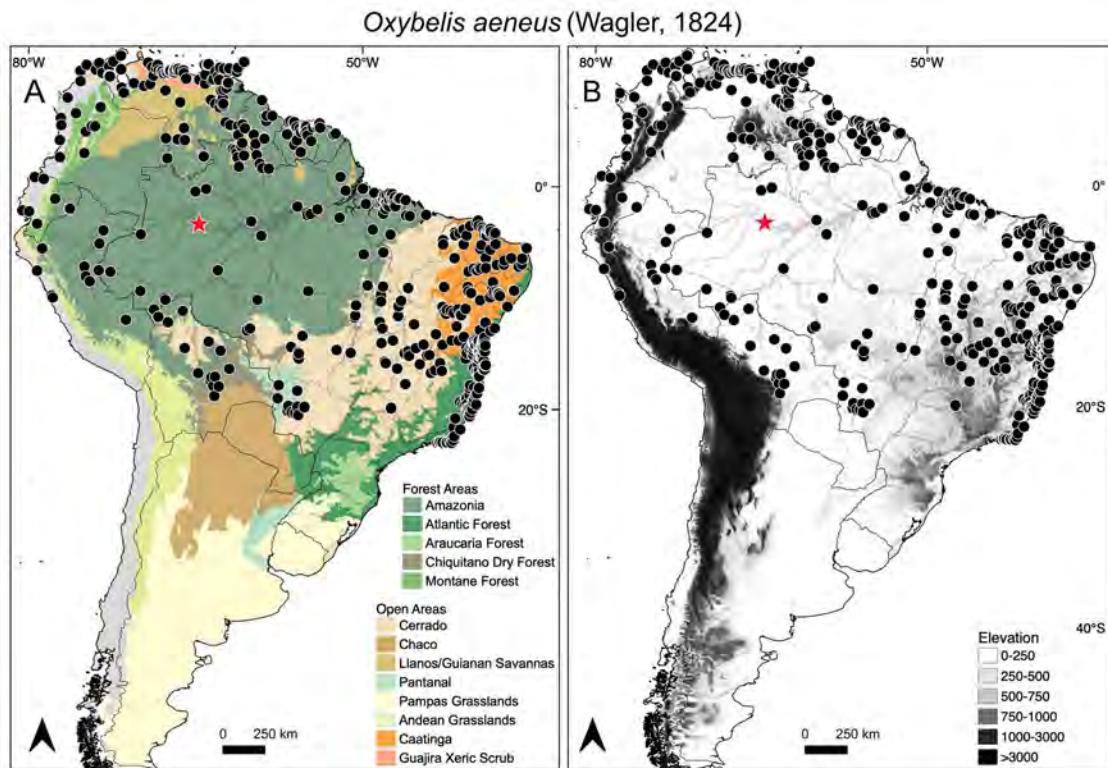 Oxybelis aeneus (Wagler, 1824)
80°W
50°W
A
0°
20°S
Forest Areas
Amazonia
Atlantic Forest
Araucaria Forest
Chiquitano Dry Forest
Montane Forest
Open Areas
Cerrado
Chaco
Llanos/Guianan Savannas
Pantanal
Pampas Grasslands
Andean Grasslands
Caatinga
Guajira Xeric Scrub
0 250 km
80°W
50°W
B
0°
20°S
40°S
Elevation
0-250
250-500
500-750
750-1000
1000-3000
>3000
0 250 km